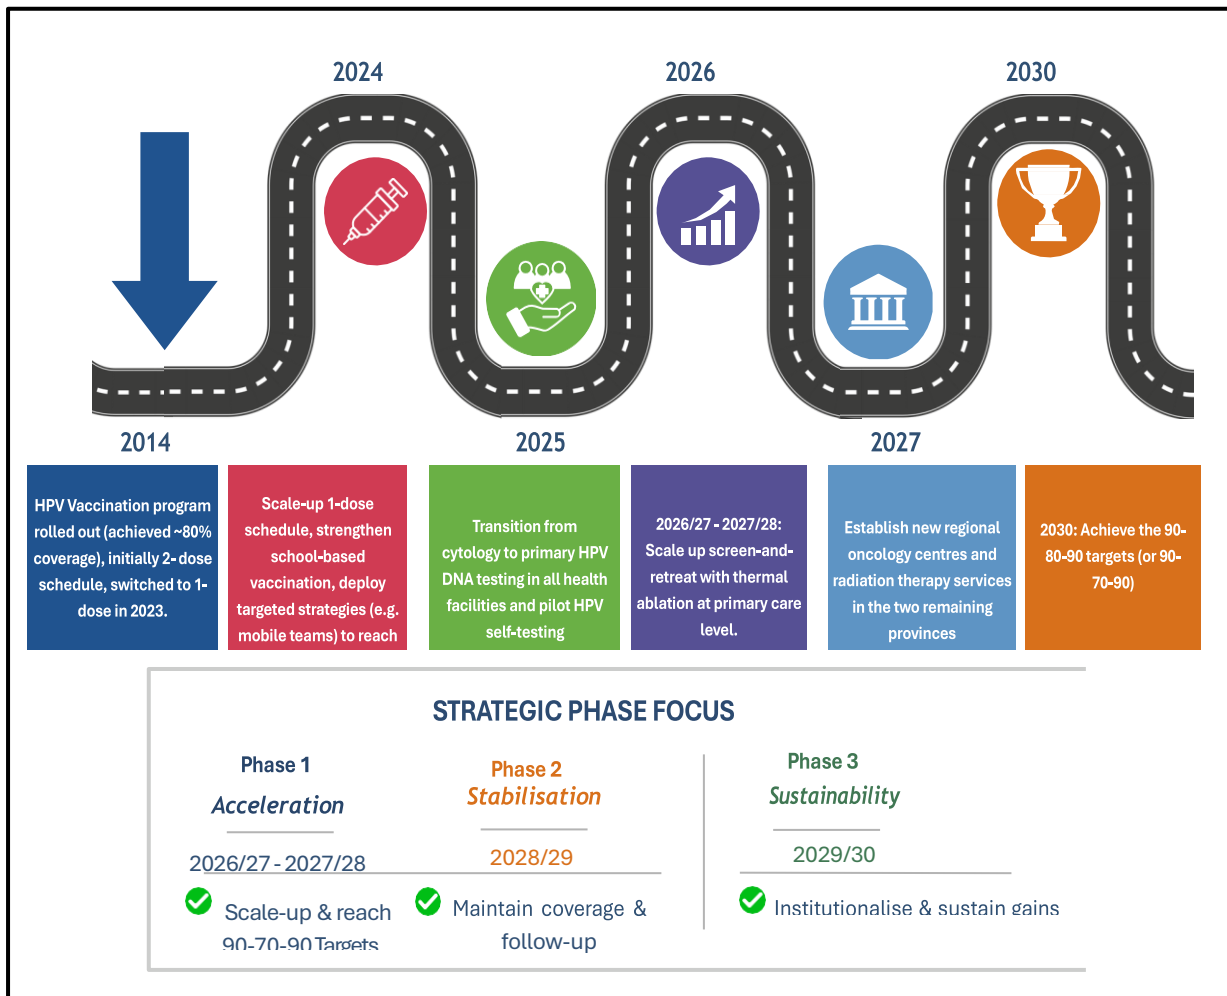 2024
2026
2030
2014
2025
2027
HPV Vaccination program
rolled out (achieved ~80%
coverage), initially 2- dose
schedule, switched to 1-
dose in 2023.
Scale-up 1-dose
schedule, strengthen
school-based
vaccination, deploy
targeted strategies (e.g.
mobile teams) to reach
Transition from
cytology to primary HPV
DNA testing in all health
facilities and pilot HPV
self-testing
2026/27 - 2027/28:
Scale up screen-and-
retreat with thermal
ablation at primary care
level.
Establish new regional
oncology centres and
radiation therapy services
in the two remaining
provinces
2030: Achieve the 90-
80-90 targets (or 90-
70-90)
STRATEGIC PHASE FOCUS
Phase 1
Acceleration
2026/27 - 2027/28
Scale-up & reach
90-70-90 Targets
Phase 2
Stabilisation
2028/29
Maintain coverage &
follow-up
Phase 3
Sustainability
2029/30
Institutionalise & sustain gains